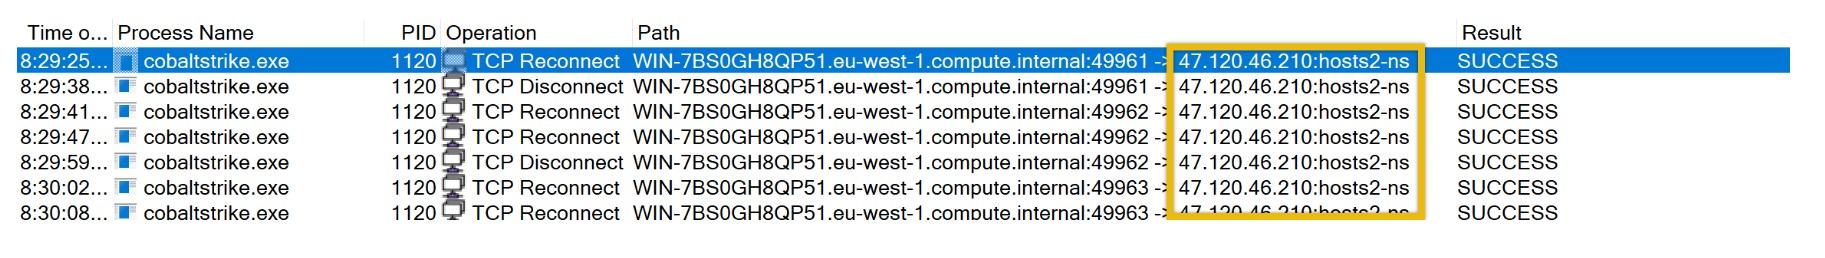 Time o... Process Name PID Operation Path Result
8:29:25... cobaltstrike.exe 1120 TCP Reconnect WIN-7BS0GH8QP51.eu-west-1.compute.internal:49961 -> 47.120.46.210:hosts2-ns SUCCESS
8:29:38... cobaltstrike.exe 1120 TCP Disconnect WIN-7BS0GH8QP51.eu-west-1.compute.internal:49961 -> 47.120.46.210:hosts2-ns SUCCESS
8:29:41... cobaltstrike.exe 1120 TCP Reconnect WIN-7BS0GH8QP51.eu-west-1.compute.internal:49962 -> 47.120.46.210:hosts2-ns SUCCESS
8:29:47... cobaltstrike.exe 1120 TCP Reconnect WIN-7BS0GH8QP51.eu-west-1.compute.internal:49962 -> 47.120.46.210:hosts2-ns SUCCESS
8:29:59... cobaltstrike.exe 1120 TCP Disconnect WIN-7BS0GH8QP51.eu-west-1.compute.internal:49962 -> 47.120.46.210:hosts2-ns SUCCESS
8:30:02... cobaltstrike.exe 1120 TCP Reconnect WIN-7BS0GH8QP51.eu-west-1.compute.internal:49963 -> 47.120.46.210:hosts2-ns SUCCESS
8:30:08... cobaltstrike.exe 1120 TCP Reconnect WIN-7BS0GH8QP51.eu-west-1.compute.internal:49963 -> 47.120.46.210:hosts2-ns SUCCESS